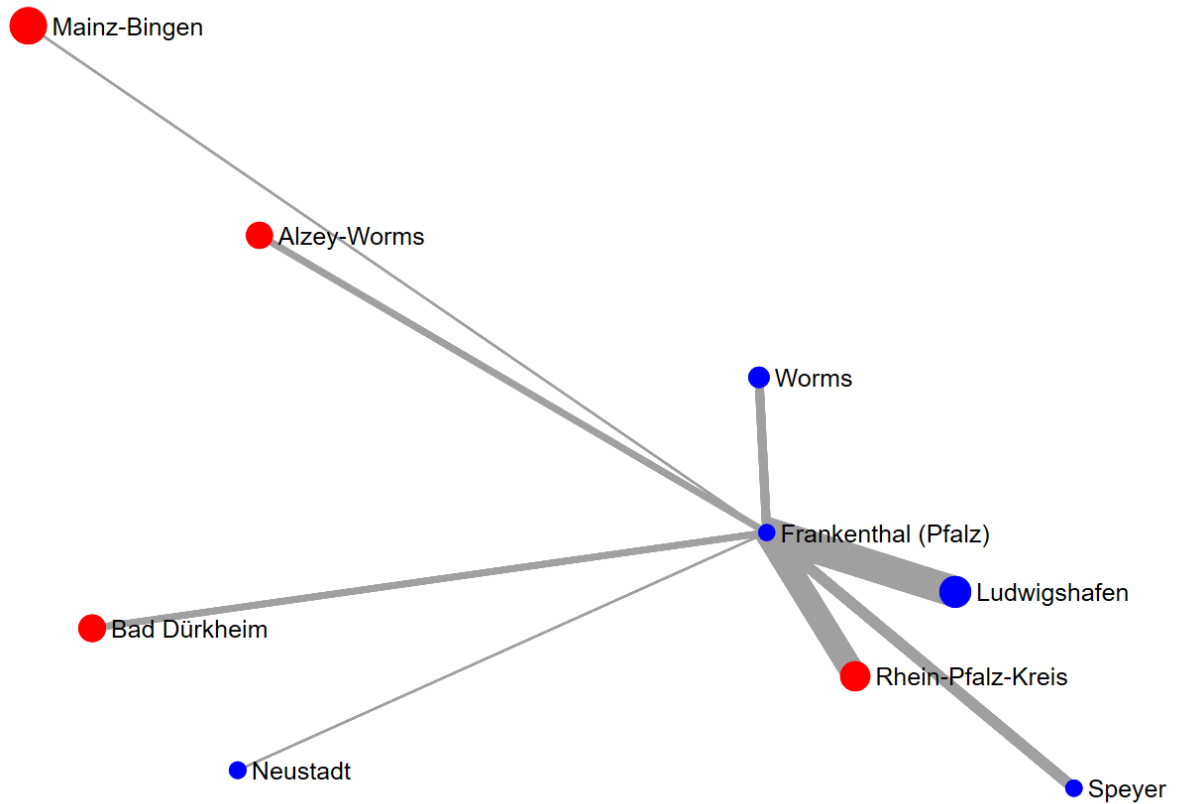 Mainz-Bingen
Alzey-Worms
Worms
Frankenthal (Pfalz)
Ludwigshafen
Bad Dürkheim
Rhein-Pfalz-Kreis
Neustadt
Speyer